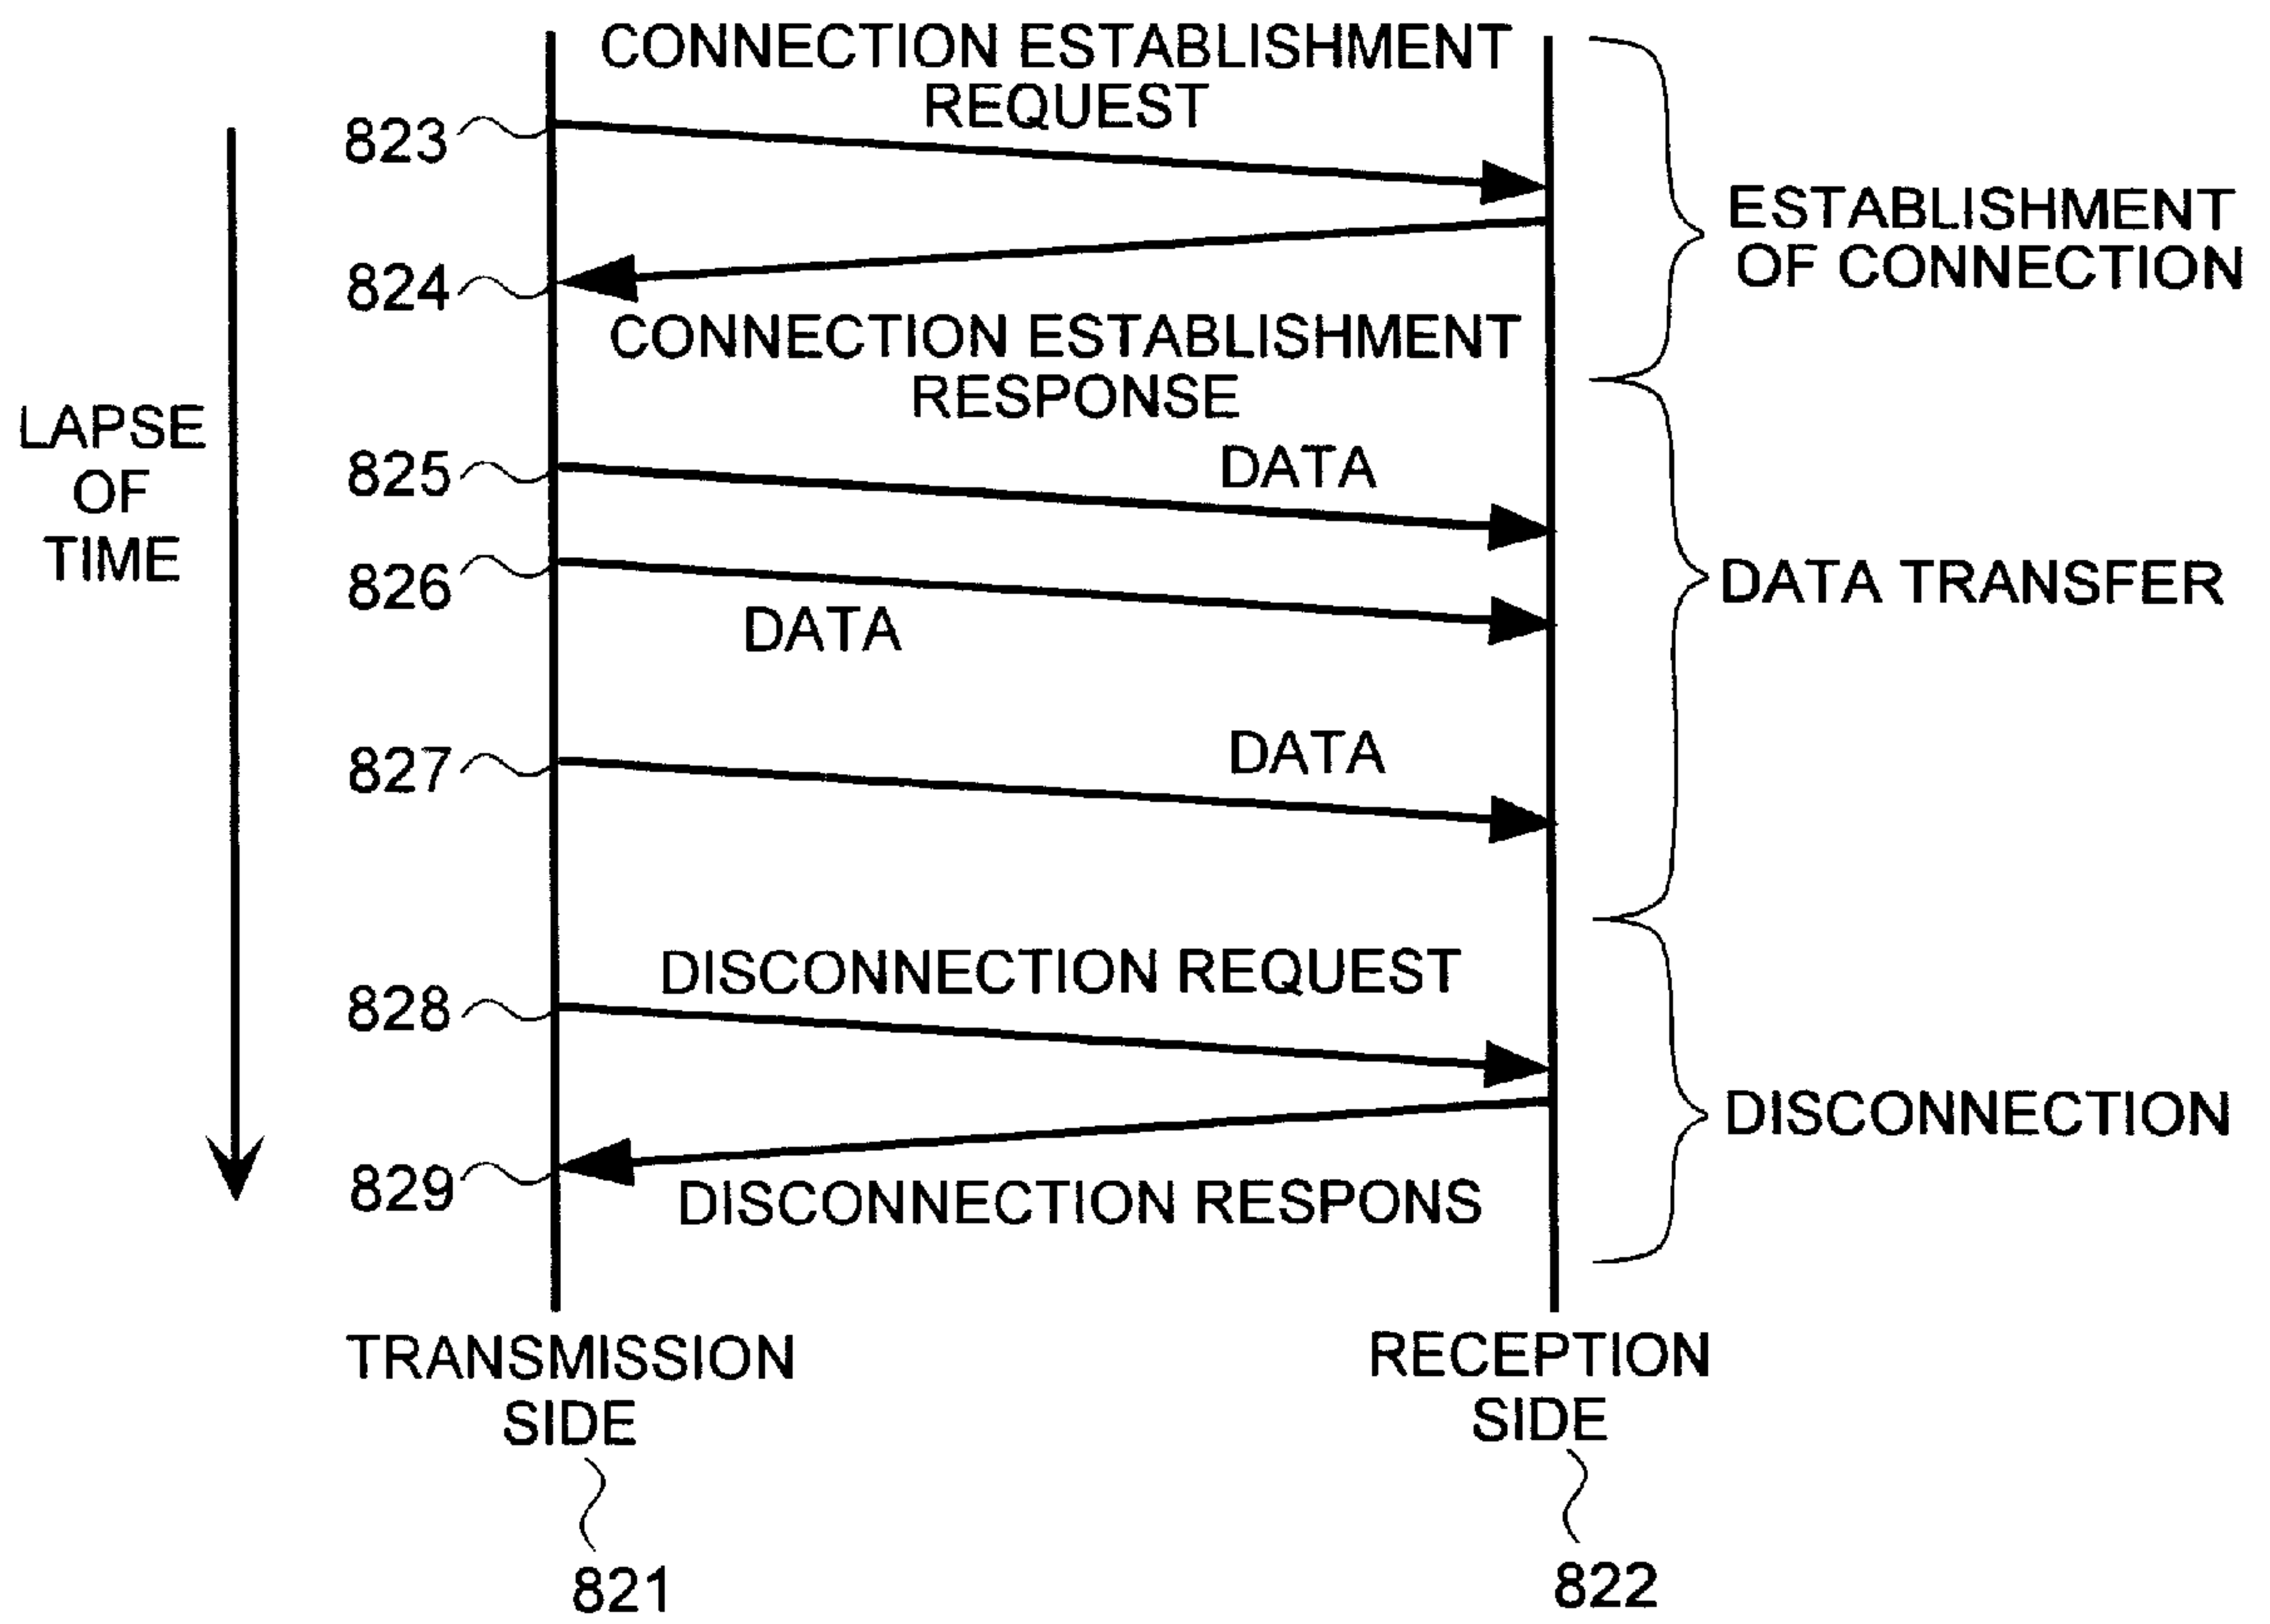 CONNECTION ESTABLISHMENT
REQUEST
823
824
ESTABLISHMENT
OF CONNECTION
CONNECTION ESTABLISHMENT
RESPONSE
LAPSE
OF
TIME
825
DATA
826
DATA
DATA TRANSFER
827
DATA
DISCONNECTION REQUEST
828
DISCONNECTION
829
DISCONNECTION RESPONS
TRANSMISSION
SIDE
RECEPTION
SIDE
821
822